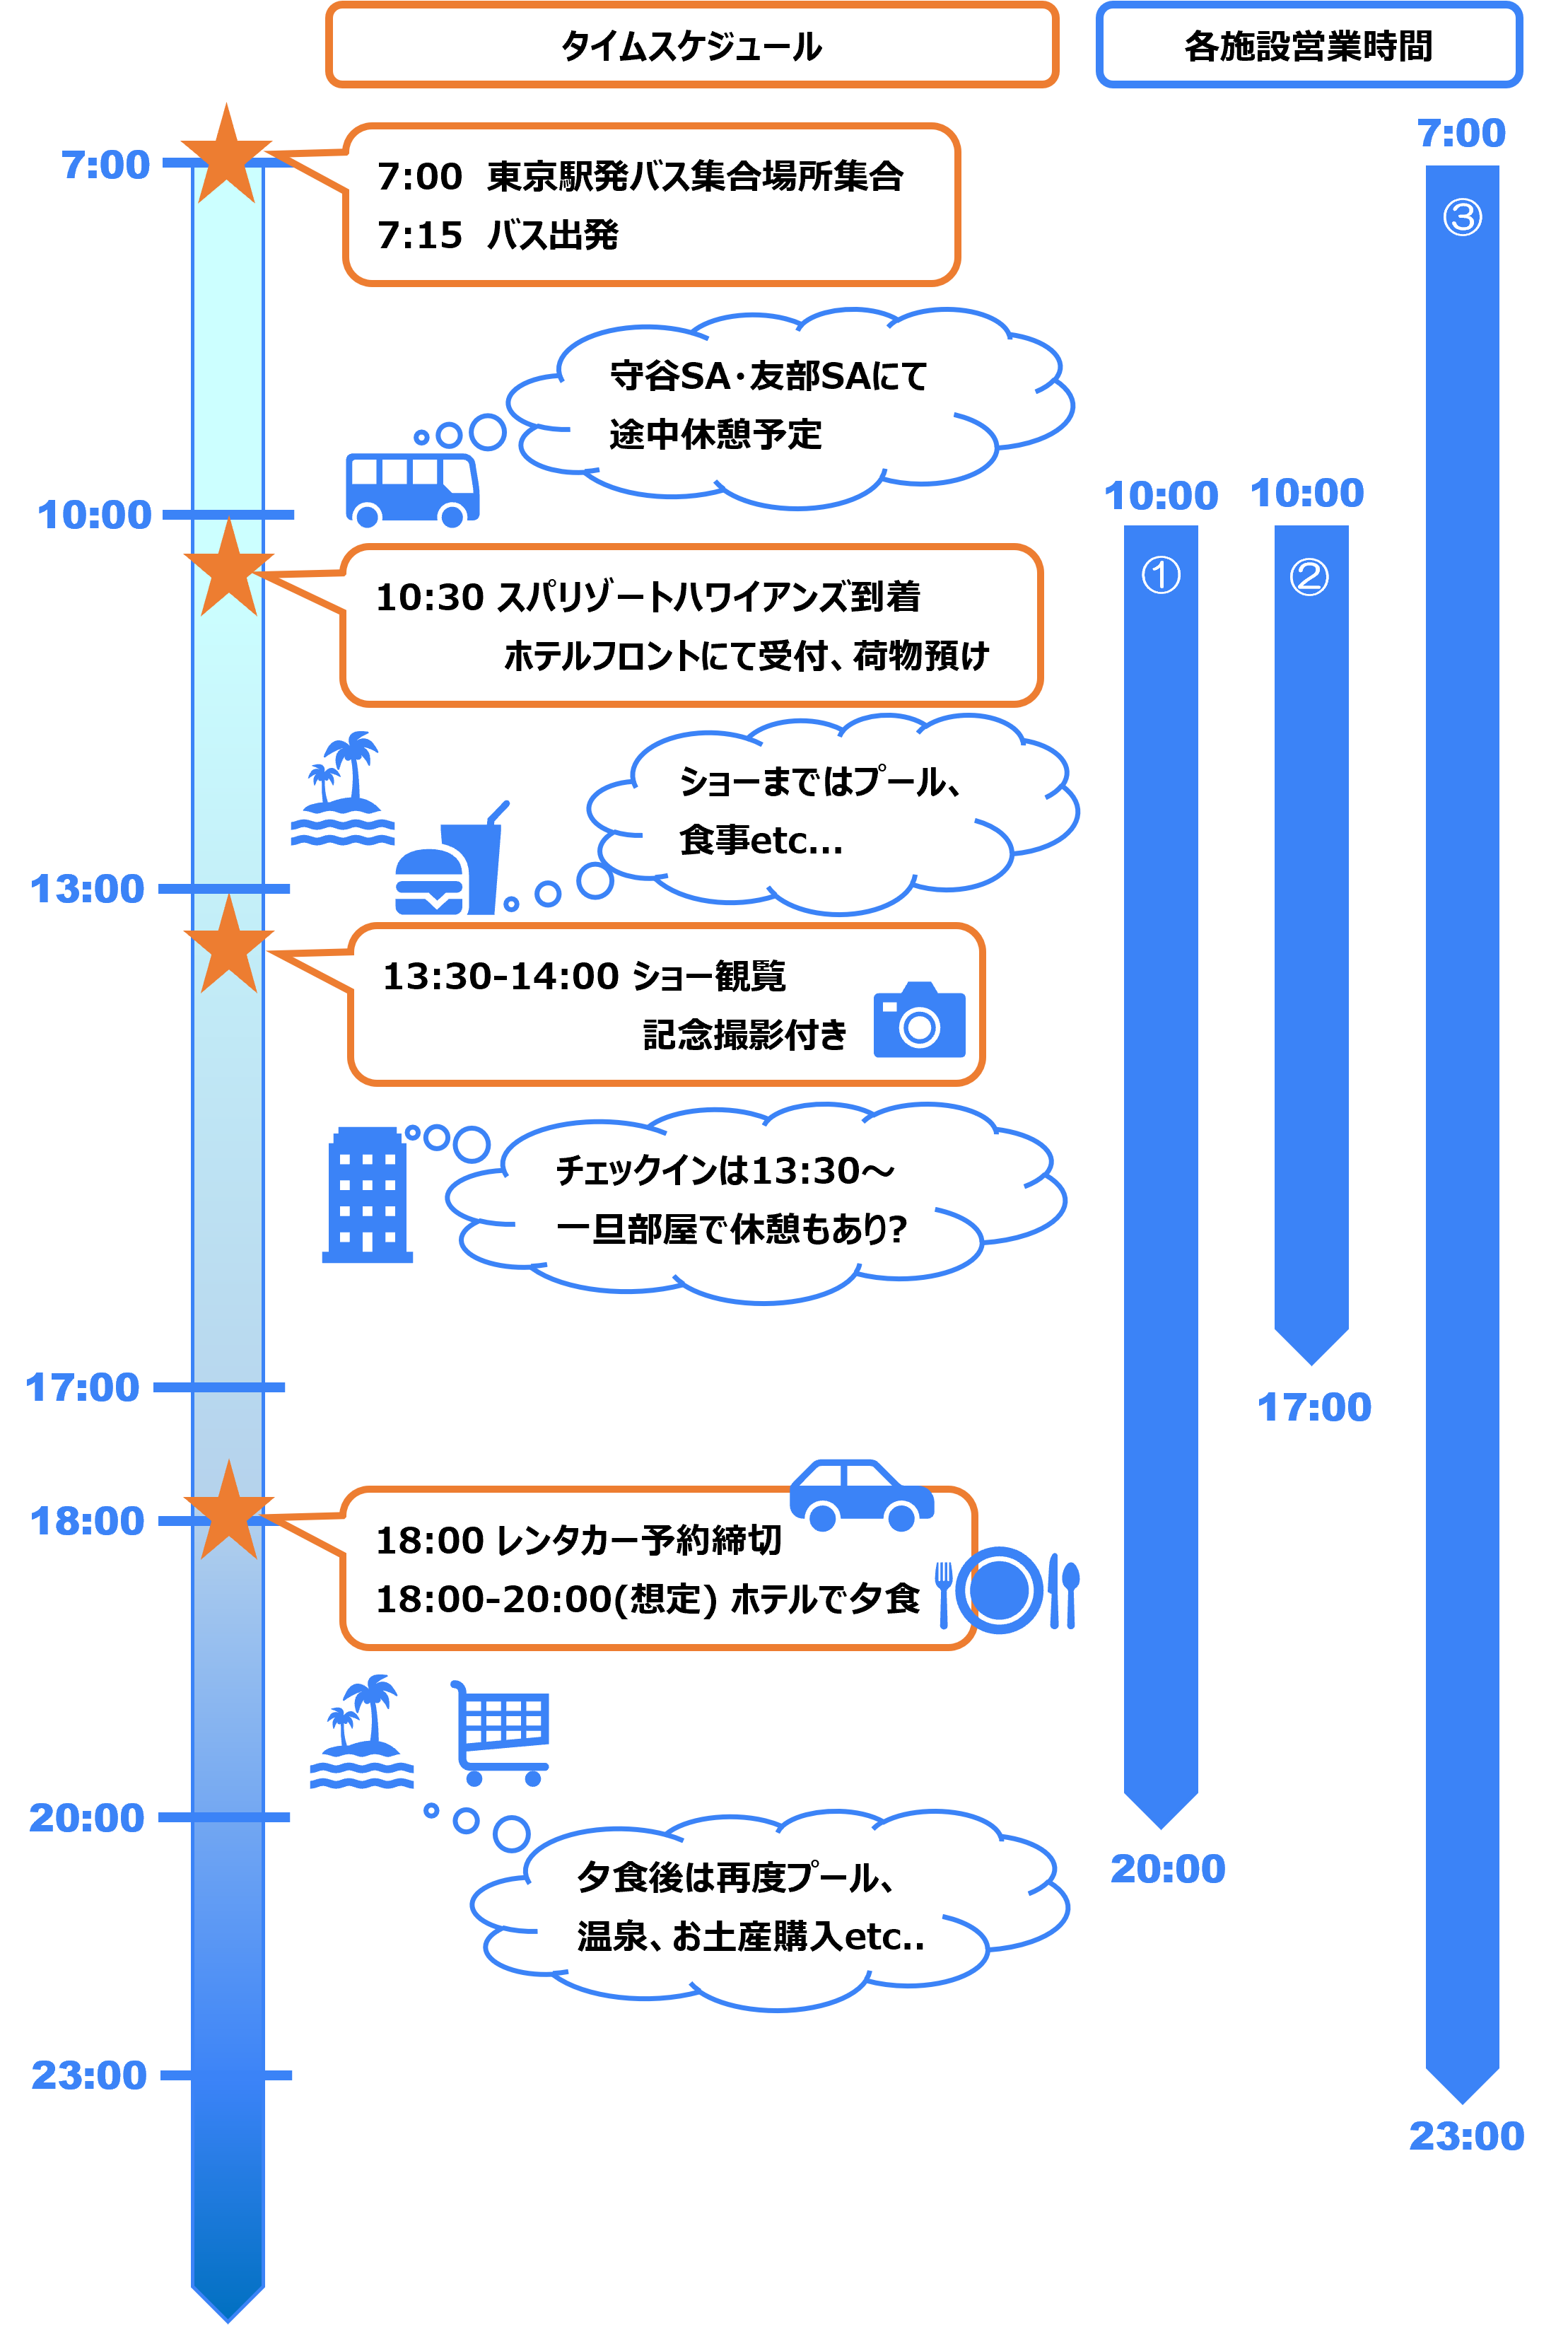 タイムスケジュール
各施設営業時間
7:00
7:00 東京駅発バス集合場所集合
7:15 バス出発
7:00
③
守谷SA・友部SAにて
途中休憩予定
10:00
10:00
10:00
①
②
10:30 スパリゾートハワイアンズ到着
ホテルフロントにて受付、荷物預け
ショーまではプール、
食事etc...
13:00
13:30-14:00 ショー観覧
記念撮影付き
チェックインは13:30～
一旦部屋で休憩もあり?
17:00
17:00
18:00
18:00 レンタカー予約締切
18:00-20:00(想定) ホテルで夕食
20:00
20:00
夕食後は再度プール、
温泉、お土産購入etc..
23:00
23:00